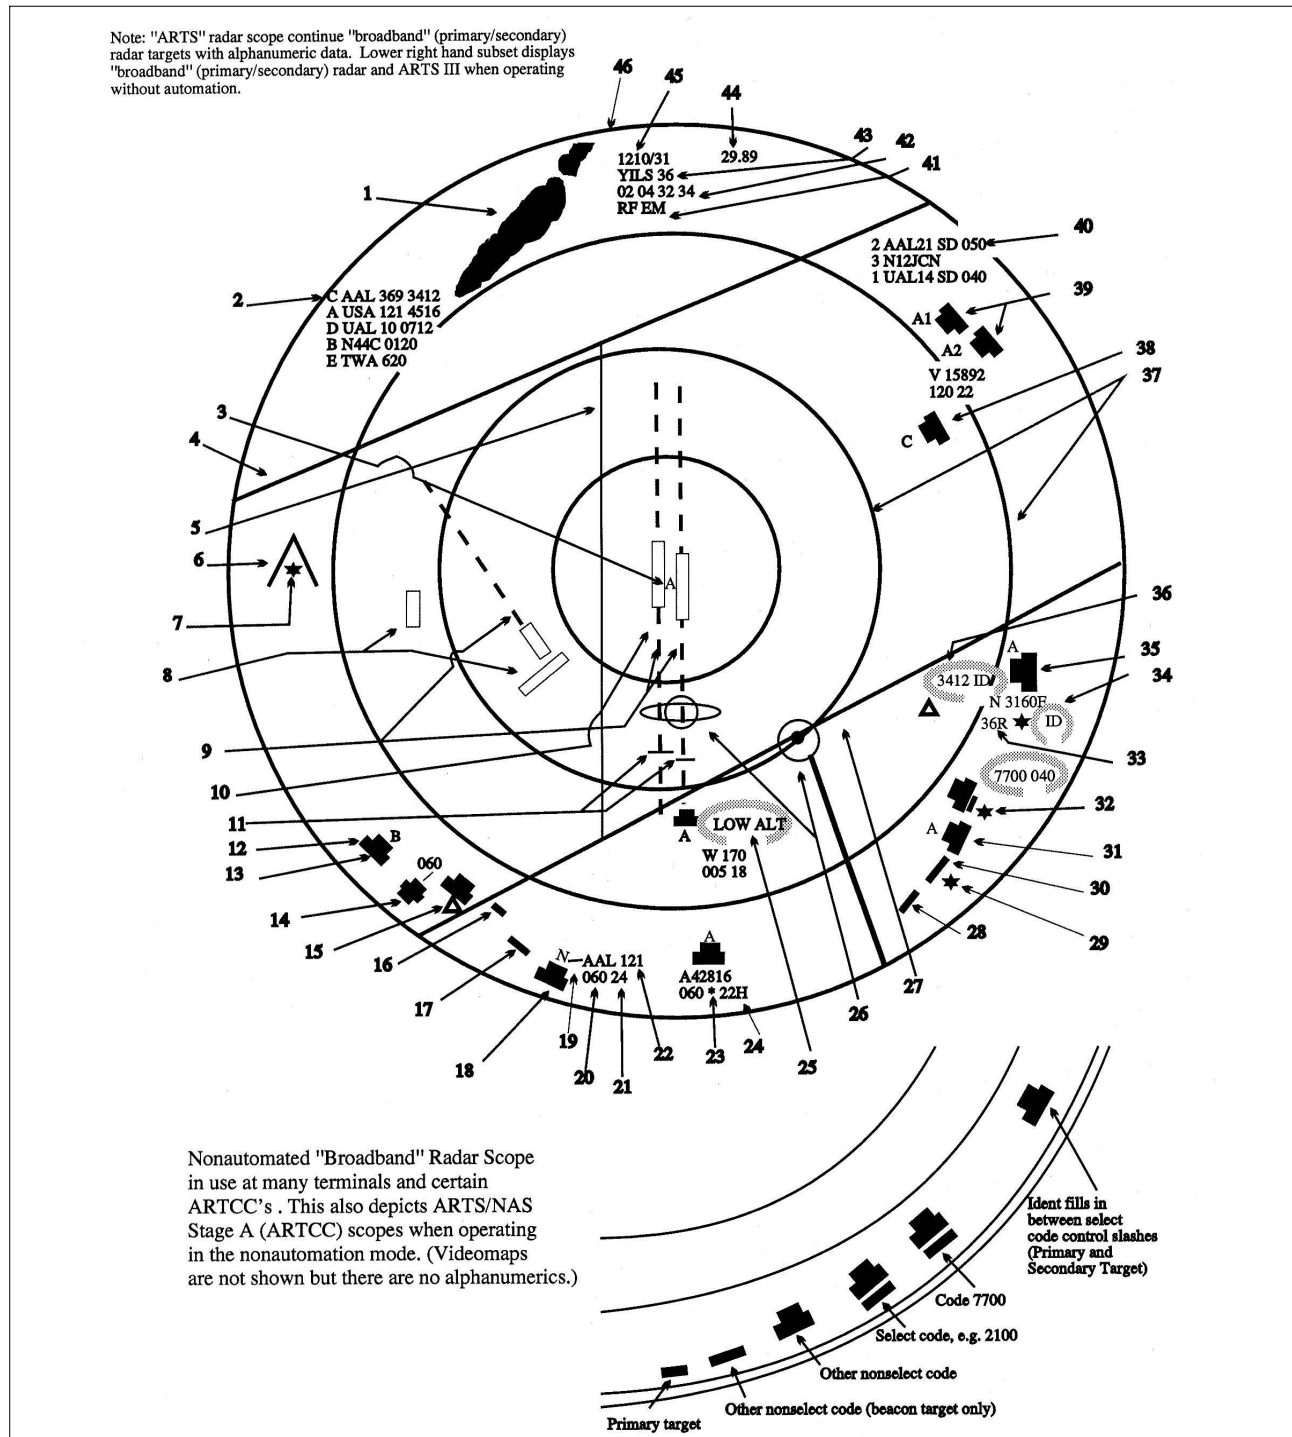 Note: "ARTS" radar scope continue "broadband" (primary/secondary)
radar targets with alphanumeric data. Lower right hand subset displays
"broadband" (primary/secondary) radar and ARTS III when operating
without automation.
46
45
44
43
42
41
1210/31
29.89
YILS 36
02 04 32 34
RF EM
1
40
2 AAL21 SD 050
3 N12JCN
1 UAL14 SD 040
2
C AAL 369 3412
A USA 121 4516
D UAL 10 0712
B N44C 0120
E TWA 620
39
A1
A2
38
V 15892
120 22
37
3
4
C
5
6
A
7
36
A
35
8
3412 ID
34
N 3160F
36R
ID
9
33
7700 040
10
32
11
LOW ALT
A
12
B
A
31
13
060
W 170
005 18
30
14
28
29
15
16
27
A
17
N
AAL 121
060 24
A42816
060 * 22H
26
18
19
20
21
22
23
24
25
Nonautomated "Broadband" Radar Scope
in use at many terminals and certain
ARTCC's . This also depicts ARTS/NAS
Stage A (ARTCC) scopes when operating
in the nonautomation mode. (Videomaps
are not shown but there are no alphanumerics.)
Ident fills in
between select
code control slashes
(Primary and
Secondary Target)
Code 7700
Select code, e.g. 2100
Other nonselect code
Other nonselect code (beacon target only)
Primary target